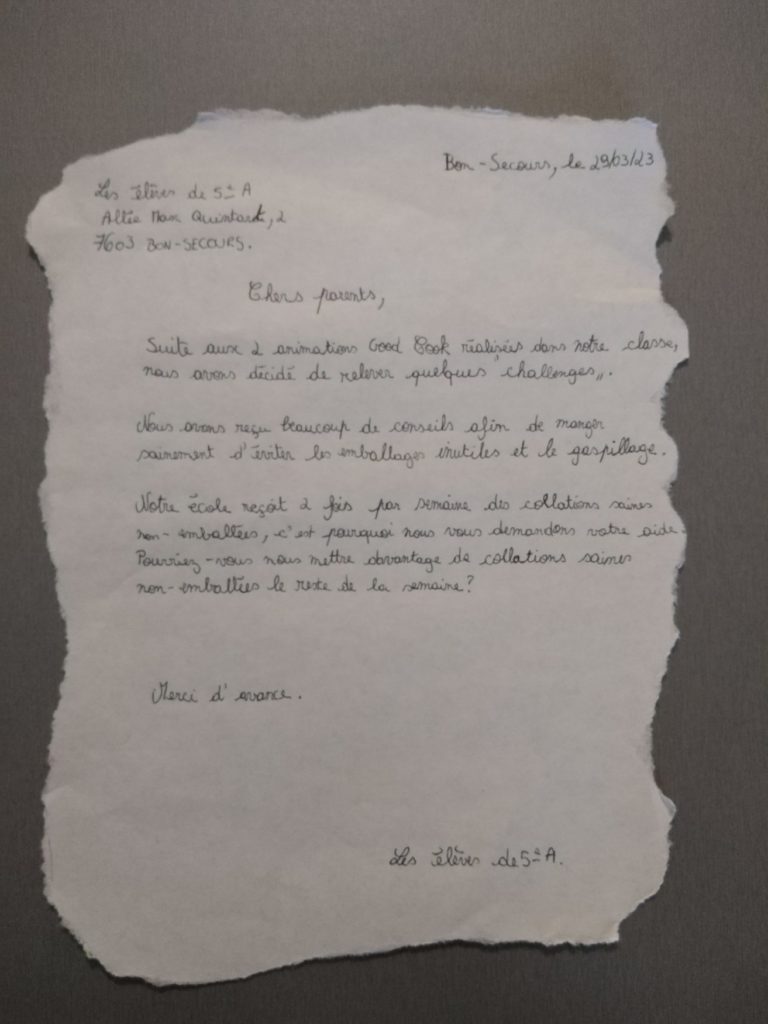 Bon-Secours, le 29/03/23
Les élèves de 5è A
Allée Max Quintart, 2
7603 BON-SECOURS.
Chers parents,
Suite aux 2 animations Good Cook réalisées dans notre classe,
nous avons décidé de relever quelques "challenges".
Nous avons reçu beaucoup de conseils afin de manger
sainement d'éviter les emballages inutiles et le gaspillage.
Notre école reçoit 2 fois par semaine des collations saines
non-emballées, c'est pourquoi nous vous demandons votre aide.
Pourriez-vous nous mettre davantage de collations saines
non-emballées le reste de la semaine?
Merci d'avance.
Les élèves de 5è A.